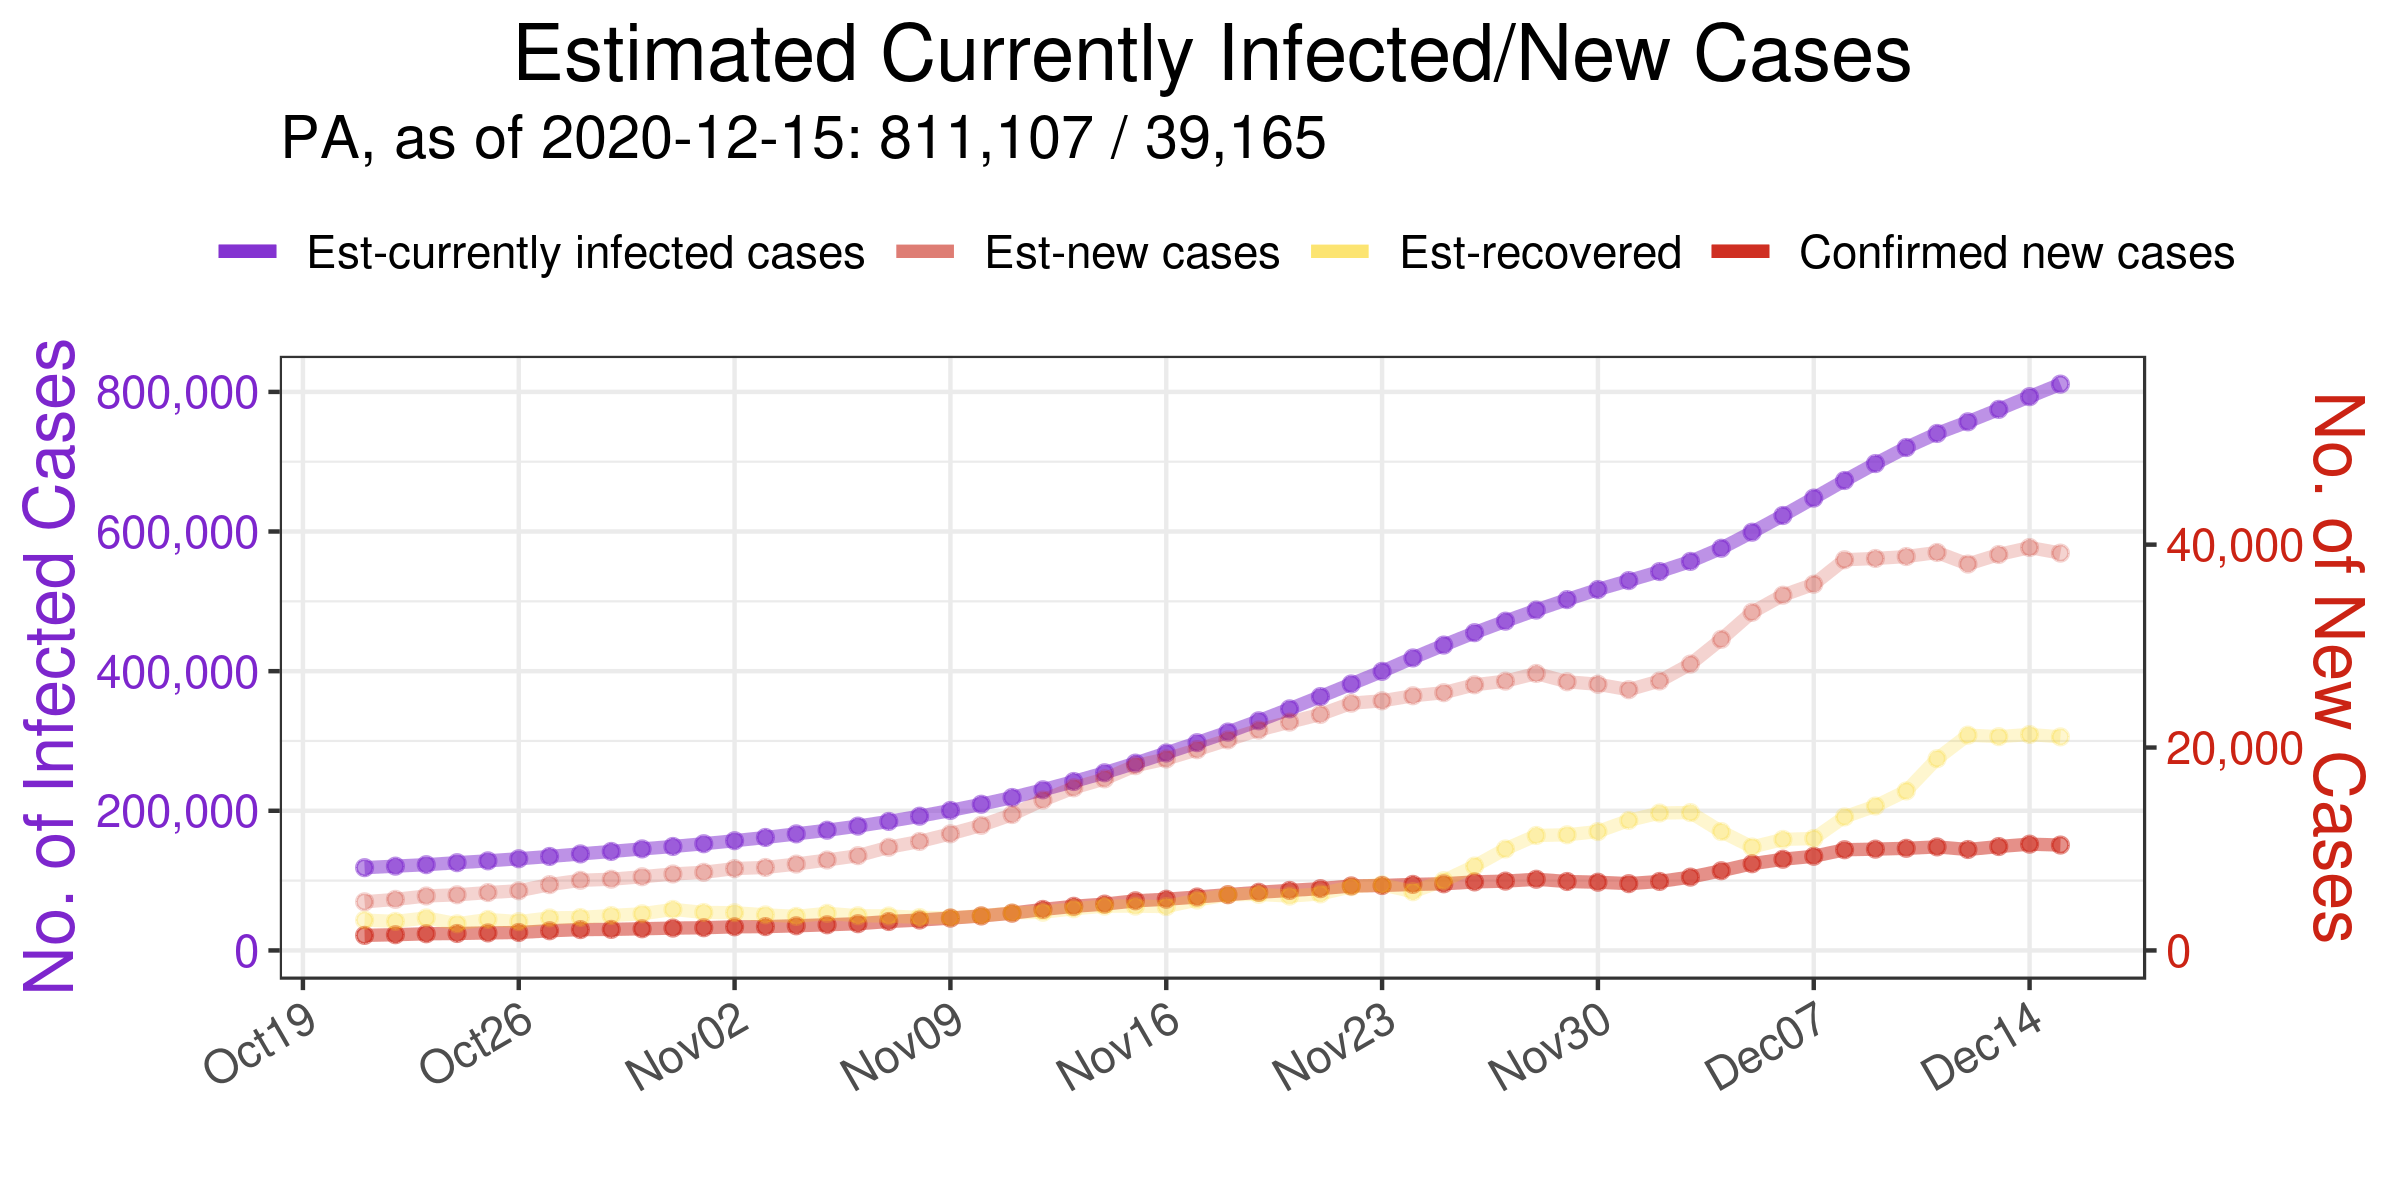 Estimated Currently Infected/New Cases
PA, as of 2020-12-15: 811,107 / 39,165
Est-currently infected cases
Est-new cases
Est-recovered
Confirmed new cases
No. of Infected Cases
800,000
600,000
400,000
200,000
0
40,000
20,000
0
No. of New Cases
Oct19
Oct26
Nov02
Nov09
Nov16
Nov23
Nov30
Dec07
Dec14